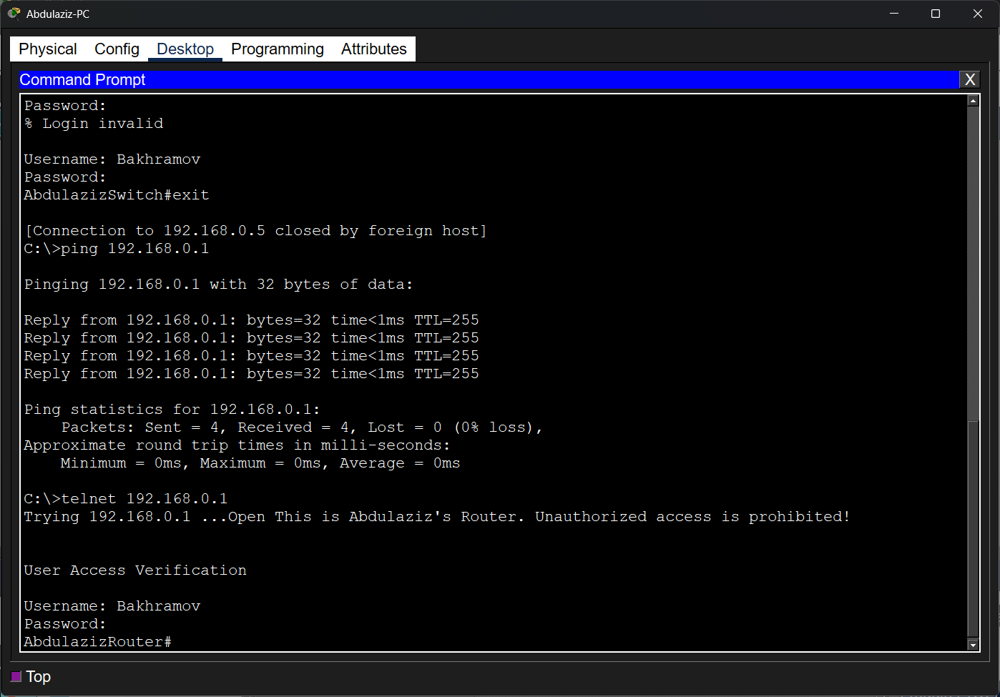 Abdulaziz-PC
Physical Config Desktop Programming Attributes
Command Prompt X
Password:
% Login invalid
Username: Bakhramov
Password:
AbdulazizSwitch#exit
[Connection to 192.168.0.5 closed by foreign host]
C:\>ping 192.168.0.1
Pinging 192.168.0.1 with 32 bytes of data:
Reply from 192.168.0.1: bytes=32 time<1ms TTL=255
Reply from 192.168.0.1: bytes=32 time<1ms TTL=255
Reply from 192.168.0.1: bytes=32 time<1ms TTL=255
Reply from 192.168.0.1: bytes=32 time<1ms TTL=255
Ping statistics for 192.168.0.1:
Packets: Sent = 4, Received = 4, Lost = 0 (0% loss),
Approximate round trip times in milli-seconds:
Minimum = 0ms, Maximum = 0ms, Average = 0ms
C:\>telnet 192.168.0.1
Trying 192.168.0.1 ...Open This is Abdulaziz's Router. Unauthorized access is prohibited!
User Access Verification
Username: Bakhramov
Password:
AbdulazizRouter#
Top